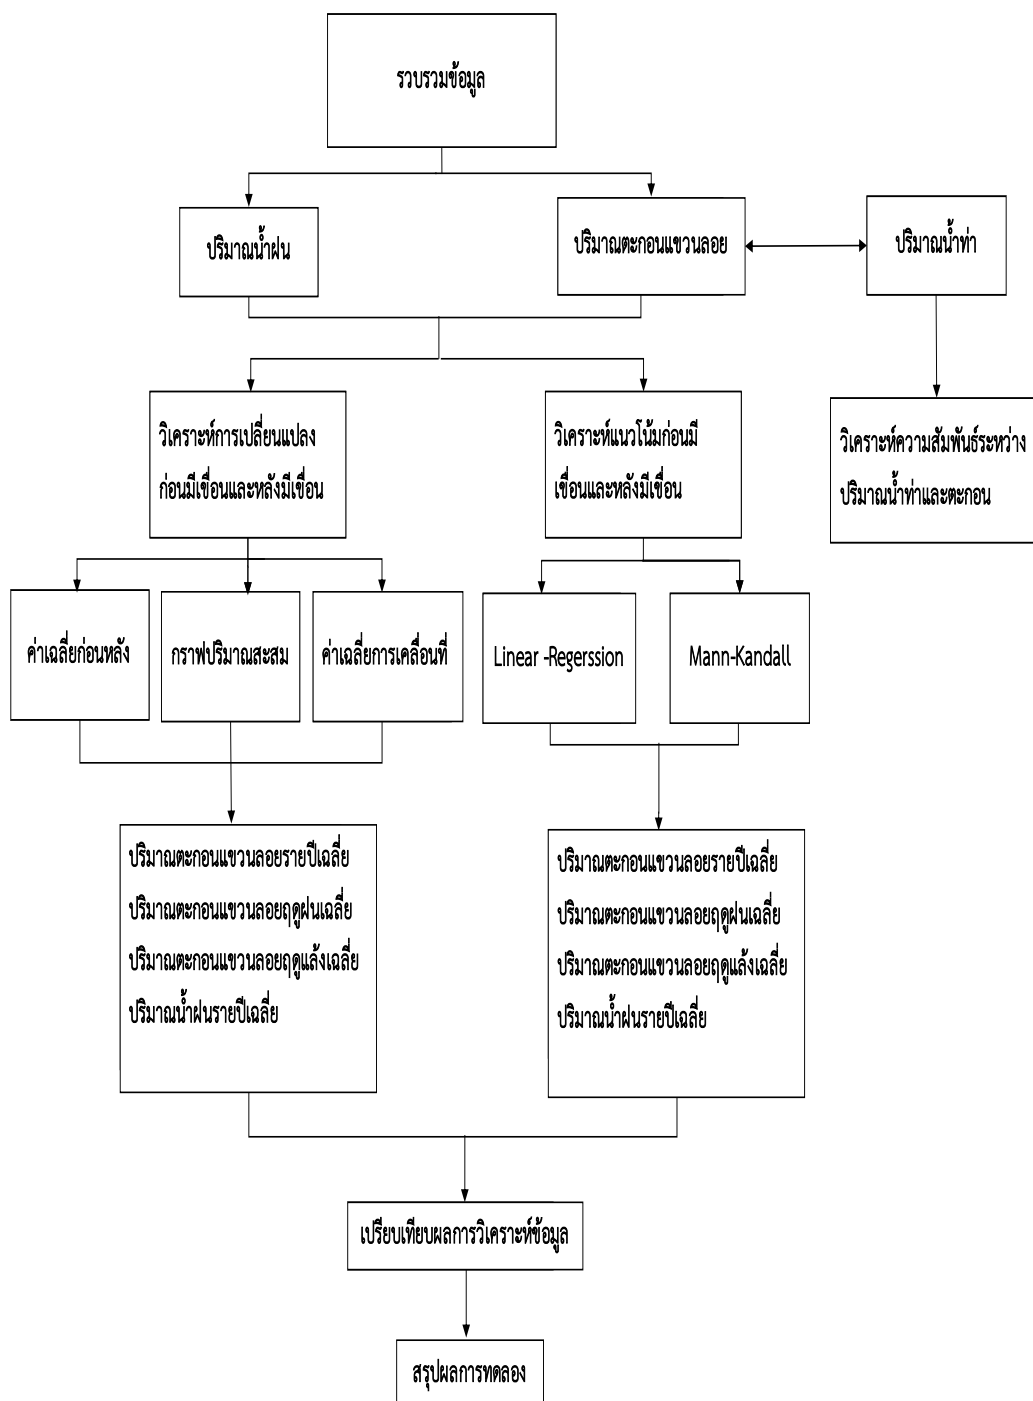 รวบรวมข้อมูล
ปริมาณน้ำฝน
ปริมาณตะกอนแขวนลอย
ปริมาณน้ำท่า
วิเคราะห์การเปลี่ยนแปลง
ก่อนมีเขื่อนและหลังมีเขื่อน
วิเคราะห์แนวโน้มก่อนมี
เขื่อนและหลังมีเขื่อน
วิเคราะห์ความสัมพันธ์ระหว่าง
ปริมาณน้ำท่าและตะกอน
ค่าเฉลี่ยก่อนหลัง
กราฟปริมาณสะสม
ค่าเฉลี่ยการเคลื่อนที่
Linear -Regerssion
Mann-Kandall
ปริมาณตะกอนแขวนลอยรายปีเฉลี่ย
ปริมาณตะกอนแขวนลอยฤดูฝนเฉลี่ย
ปริมาณตะกอนแขวนลอยฤดูแล้งเฉลี่ย
ปริมาณน้ำฝนรายปีเฉลี่ย
ปริมาณตะกอนแขวนลอยรายปีเฉลี่ย
ปริมาณตะกอนแขวนลอยฤดูฝนเฉลี่ย
ปริมาณตะกอนแขวนลอยฤดูแล้งเฉลี่ย
ปริมาณน้ำฝนรายปีเฉลี่ย
เปรียบเทียบผลการวิเคราะห์ข้อมูล
สรุปผลการทดลอง